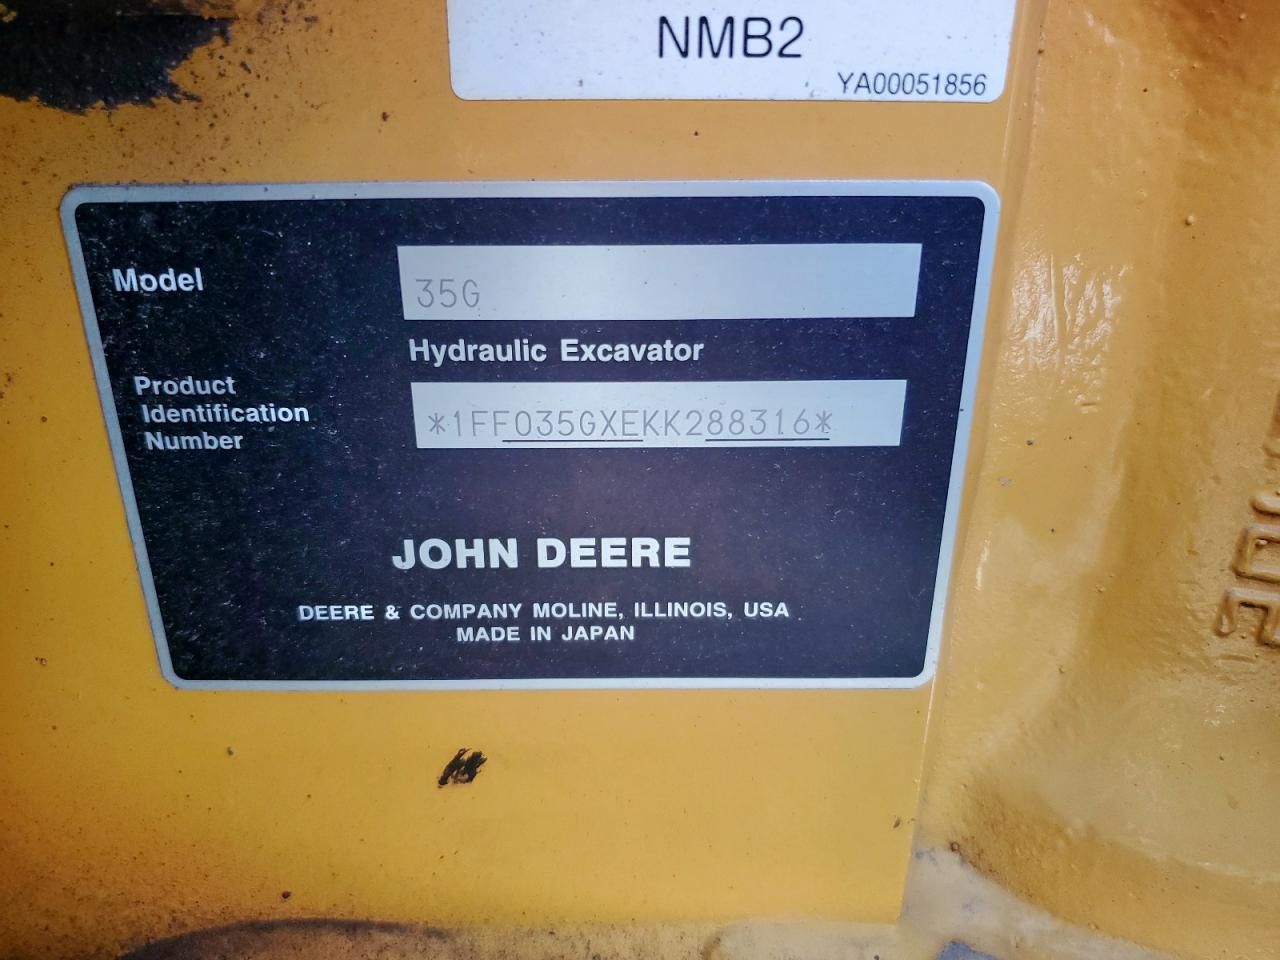 NMB2
YA00051856
Model
35G
Hydraulic Excavator
Product
Identification
Number
*1FF035GXEKK288316*
JOHN DEERE
DEERE & COMPANY MOLINE, ILLINOIS, USA
MADE IN JAPAN